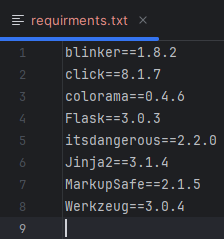 requirments.txt
1 blinker==1.8.2
2 click==8.1.7
3 colorama==0.4.6
4 Flask==3.0.3
5 itsdangerous==2.2.0
6 Jinja2==3.1.4
7 MarkupSafe==2.1.5
8 Werkzeug==3.0.4
9